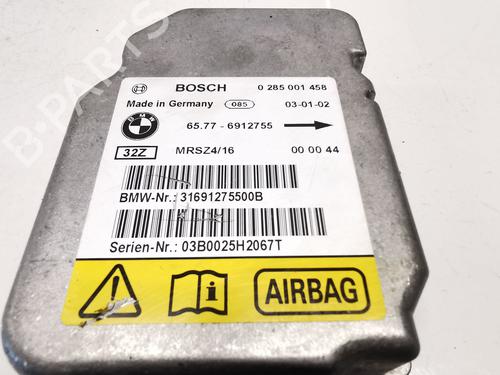 BOSCH 0 285 001 458
Made in Germany 085 03-01-02
BMW 65.77 - 6912755
32Z MRSZ4/16 00 00 44
BMW-Nr.: 31691275500B
Serien-Nr.: 03B0025H2067T
AIRBAG
B-PARTS